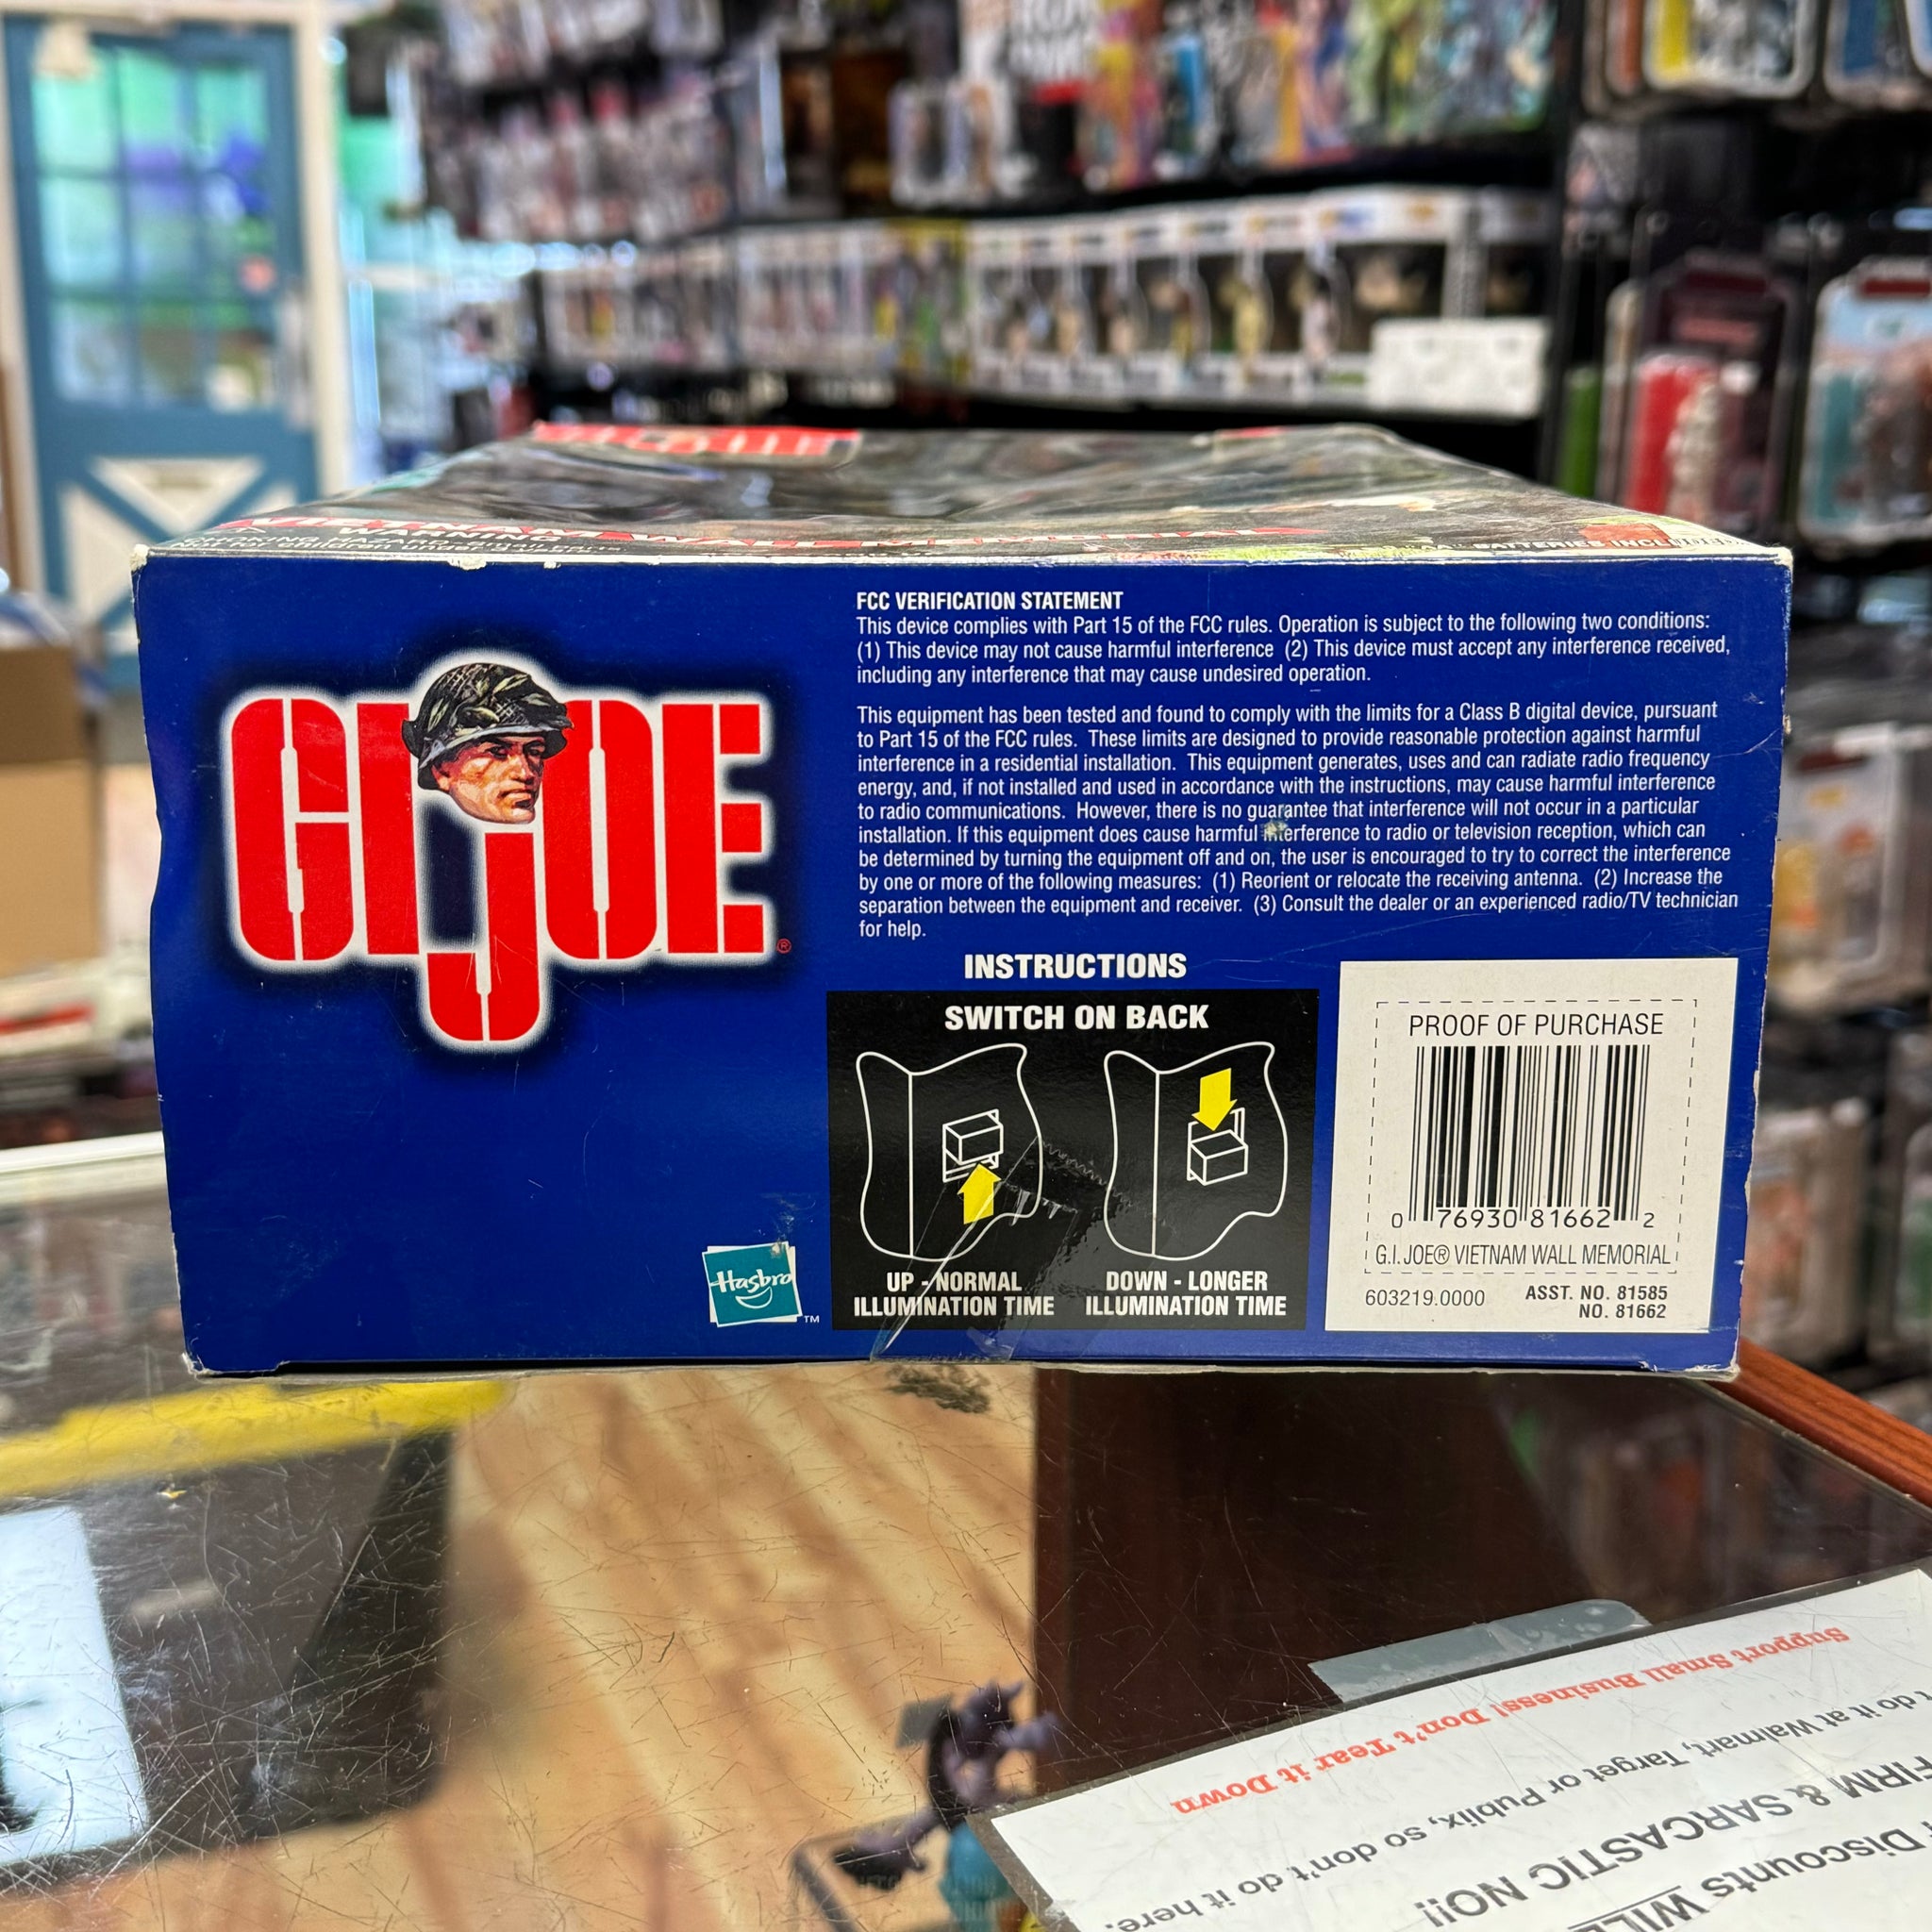 VIETNAM WALL MEMORIAL
WARNING:
CHOKING HAZARD
BATTERIES INCLUDED
GI JOE
®
FCC VERIFICATION STATEMENT
This device complies with Part 15 of the FCC rules. Operation is subject to the following two conditions:
(1) This device may not cause harmful interference (2) This device must accept any interference received,
including any interference that may cause undesired operation.
This equipment has been tested and found to comply with the limits for a Class B digital device, pursuant
to Part 15 of the FCC rules. These limits are designed to provide reasonable protection against harmful
interference in a residential installation. This equipment generates, uses and can radiate radio frequency
energy, and, if not installed and used in accordance with the instructions, may cause harmful interference
to radio communications. However, there is no guarantee that interference will not occur in a particular
installation. If this equipment does cause harmful interference to radio or television reception, which can
be determined by turning the equipment off and on, the user is encouraged to try to correct the interference
by one or more of the following measures: (1) Reorient or relocate the receiving antenna. (2) Increase the
separation between the equipment and receiver. (3) Consult the dealer or an experienced radio/TV technician
for help.
INSTRUCTIONS
SWITCH ON BACK
UP - NORMAL
ILLUMINATION TIME
DOWN - LONGER
ILLUMINATION TIME
Hasbro
™
PROOF OF PURCHASE
0 76930 81662 2
G.I. JOE® VIETNAM WALL MEMORIAL
603219.0000
ASST. NO. 81585
NO. 81662
Discounts WILL
FIRM & SARCASTIC NO!!
do it at Walmart, Target or Publix, so don't do it here.
Support Small Business! Don't Tear it Down